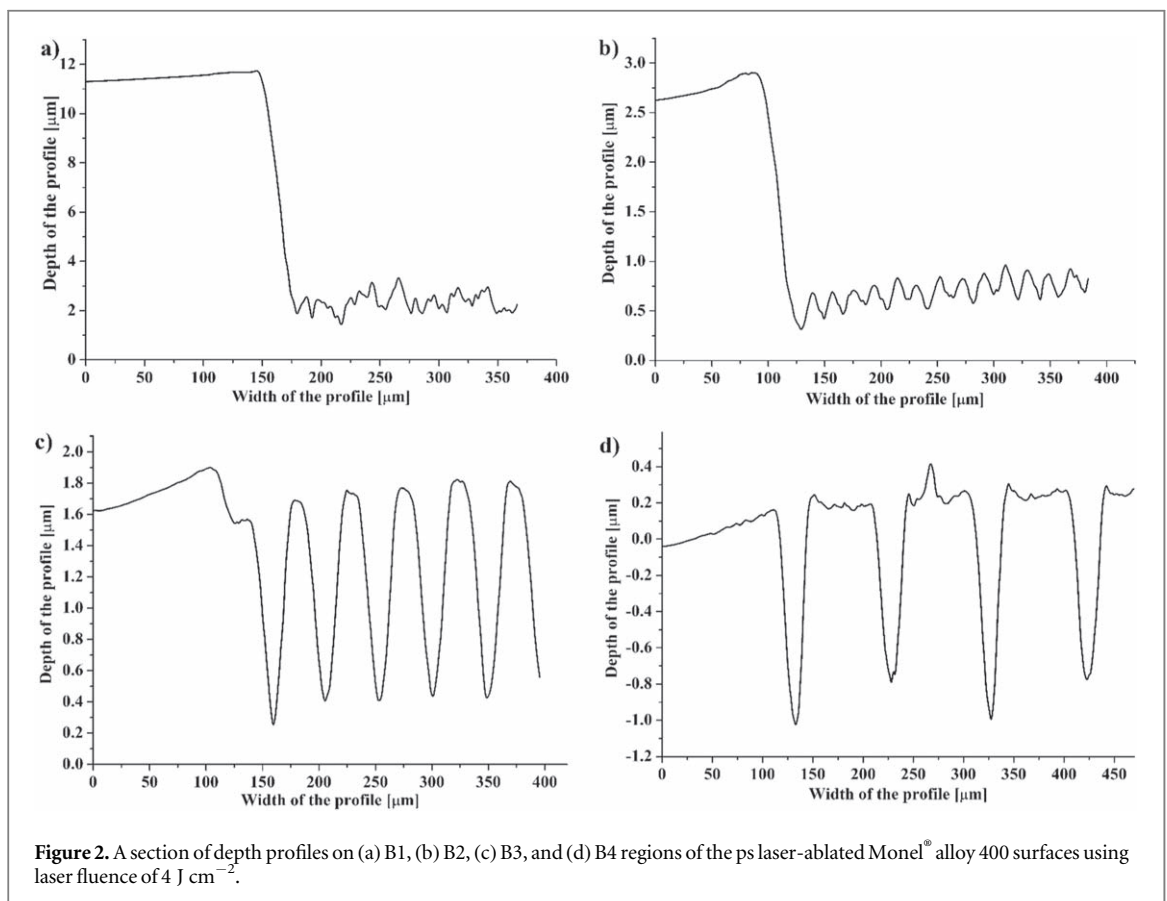 a)
12
10
8
6
4
2
0
Depth of the profile [μm]
0 50 100 150 200 250 300 350 400
Width of the profile [μm]
b)
3.0
2.5
2.0
1.5
1.0
0.5
0.0
Depth of the profile [μm]
0 50 100 150 200 250 300 350 400
Width of the profile [μm]
c)
2.0
1.8
1.6
1.4
1.2
1.0
0.8
0.6
0.4
0.2
0.0
Depth of the profile [μm]
0 50 100 150 200 250 300 350 400
Width of the profile [μm]
d)
0.4
0.2
0.0
-0.2
-0.4
-0.6
-0.8
-1.0
-1.2
Depth of the profile [μm]
0 50 100 150 200 250 300 350 400 450
Width of the profile [μm]
Figure 2. A section of depth profiles on (a) B1, (b) B2, (c) B3, and (d) B4 regions of the ps laser-ablated Monel® alloy 400 surfaces using
laser fluence of 4 J cm⁻².